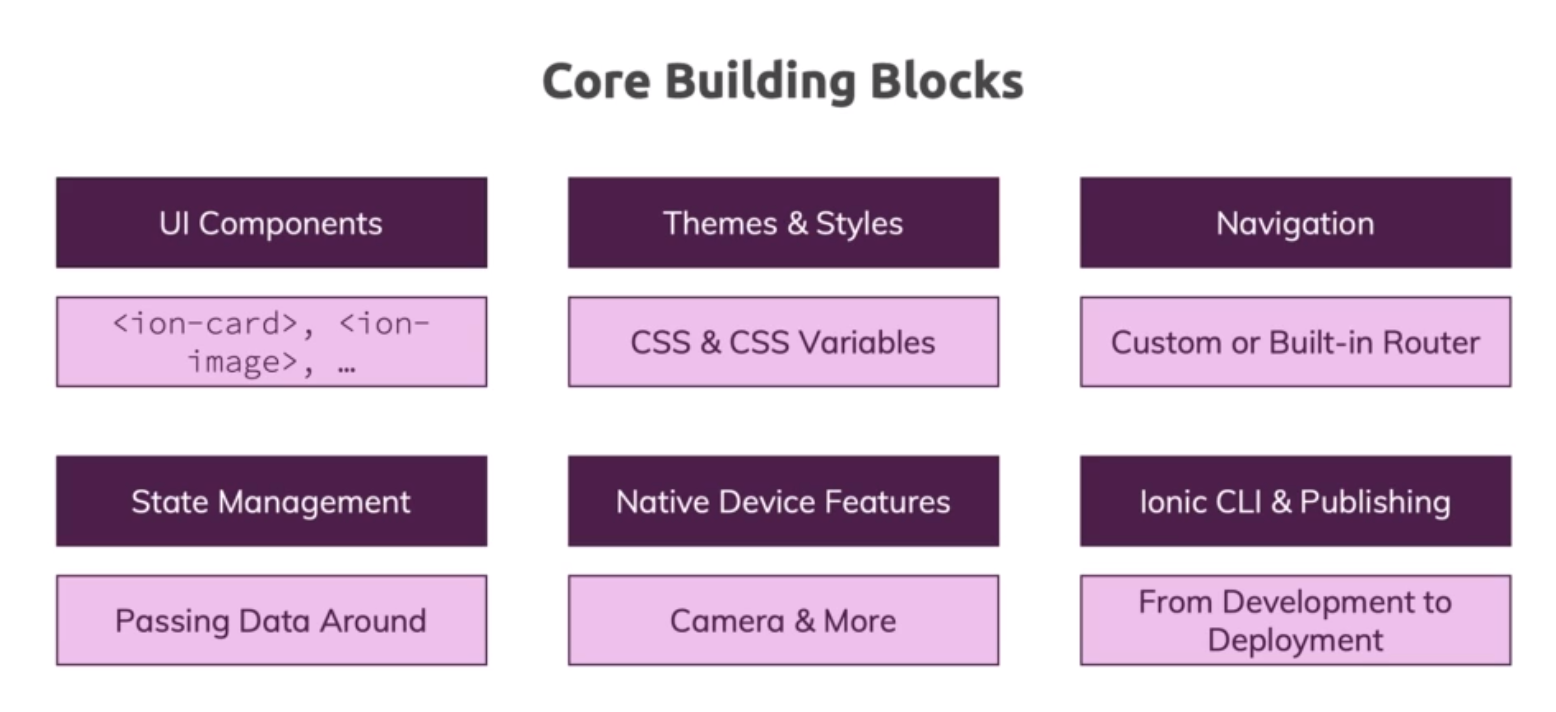 Core Building Blocks
UI Components
Themes & Styles
Navigation
<ion-card>, <ion-
image>, …
CSS & CSS Variables
Custom or Built-in Router
State Management
Native Device Features
Ionic CLI & Publishing
Passing Data Around
Camera & More
From Development to
Deployment